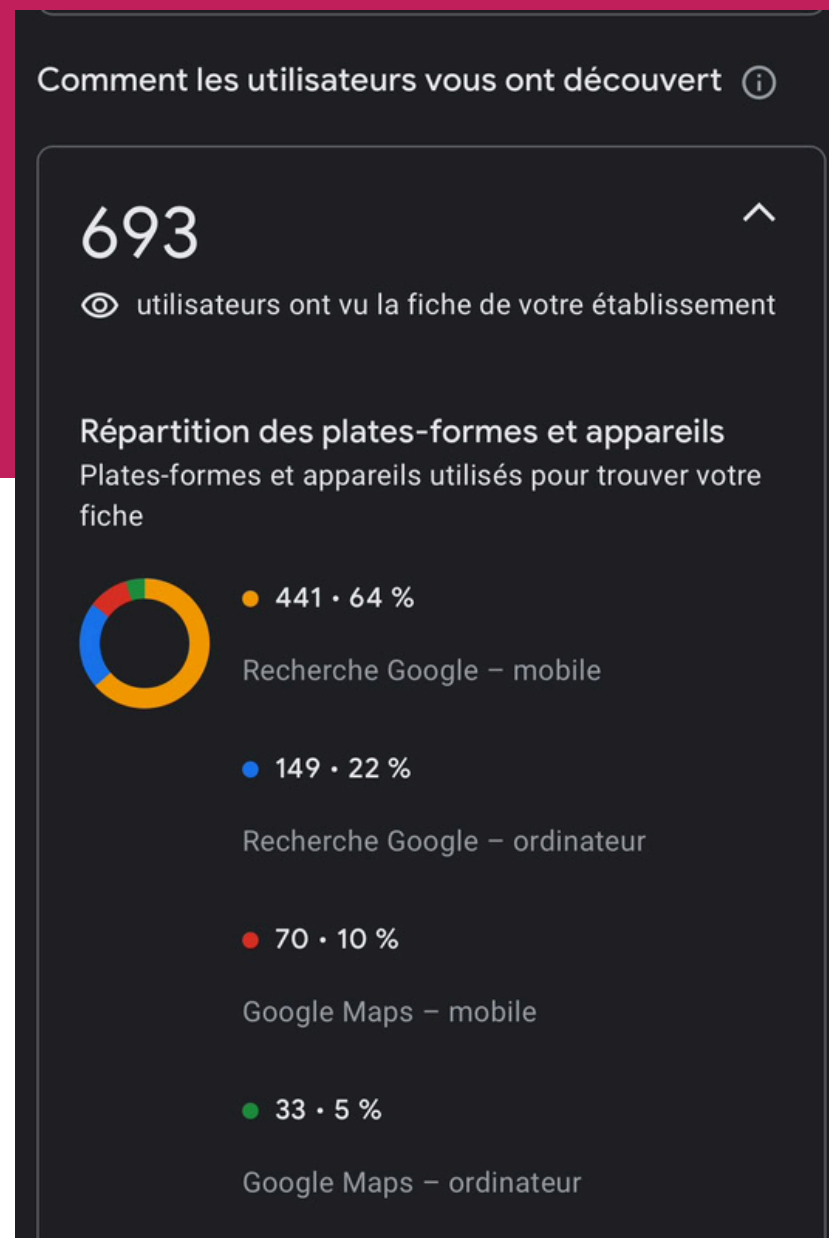 Comment les utilisateurs vous ont découvert
693
utilisateurs ont vu la fiche de votre établissement
Répartition des plates-formes et appareils
Plates-formes et appareils utilisés pour trouver votre
fiche
441 • 64 %
Recherche Google – mobile
149 • 22 %
Recherche Google – ordinateur
70 • 10 %
Google Maps – mobile
33 • 5 %
Google Maps – ordinateur